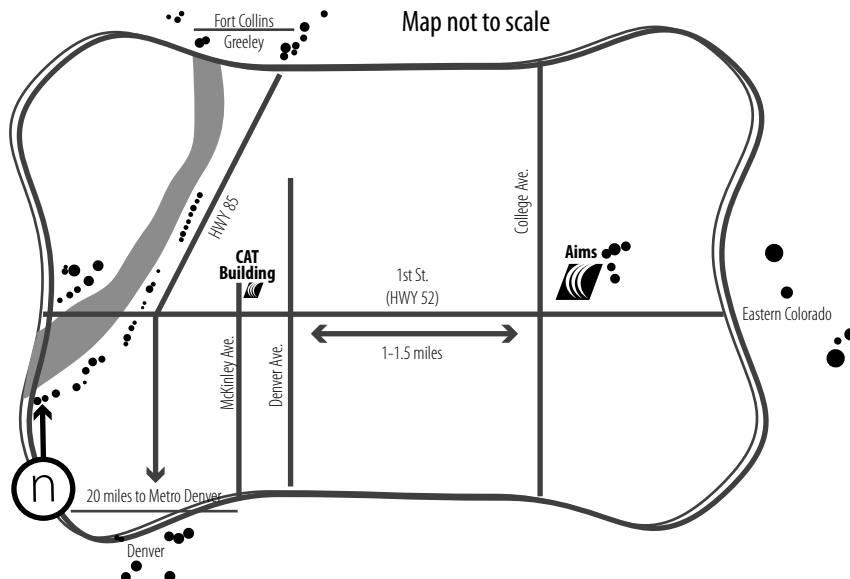 Map not to scale
Fort Collins
Greeley
HWY 85
College Ave.
CAT
Building
Aims
1st St.
(HWY 52)
1-1.5 miles
Eastern Colorado
McKinley Ave.
Denver Ave.
n
20 miles to Metro Denver
Denver